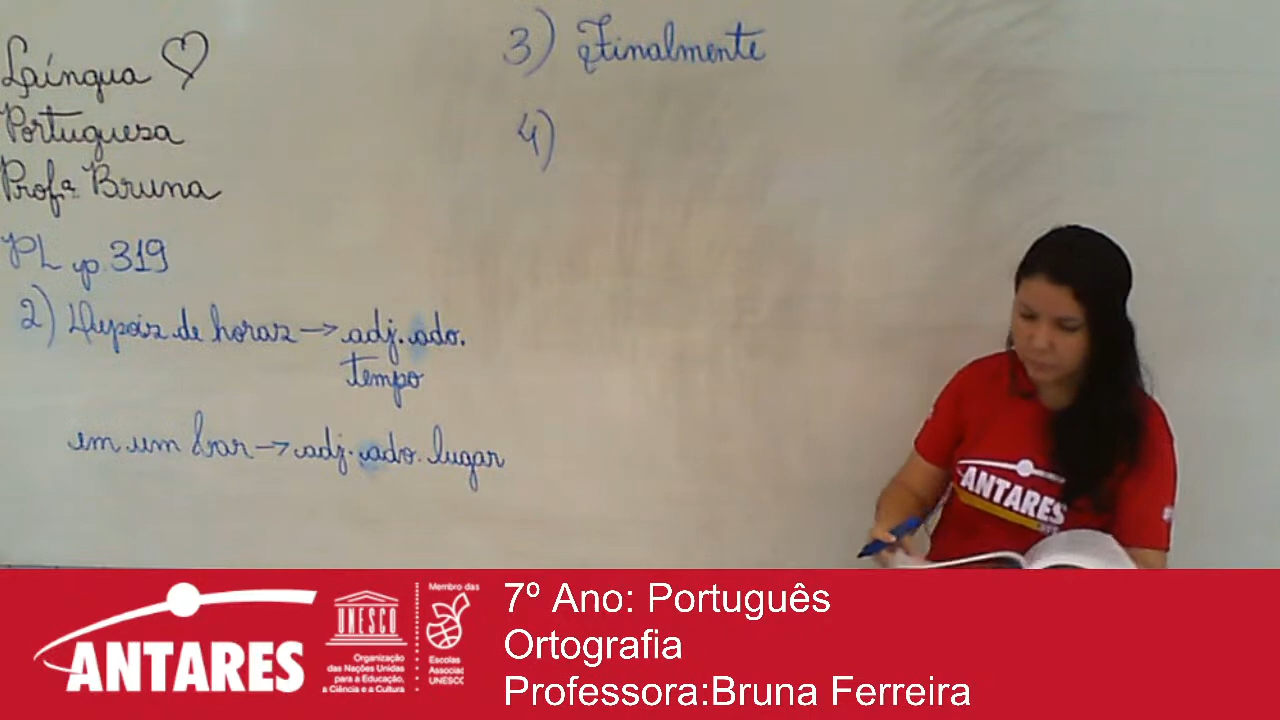 Língua
Portuguesa
Profª Bruna
PL p. 319
2) Depois de horas → adj. adv.
tempo
em um bar → adj. adv. lugar
3) Finalmente
4)
ANTARES
ANTARES
UNESCO
Organização
das Nações Unidas
para a Educação,
a Ciência e a Cultura
Membro das
Escolas
Associad
UNESCO
7º Ano: Português
Ortografia
Professora:Bruna Ferreira